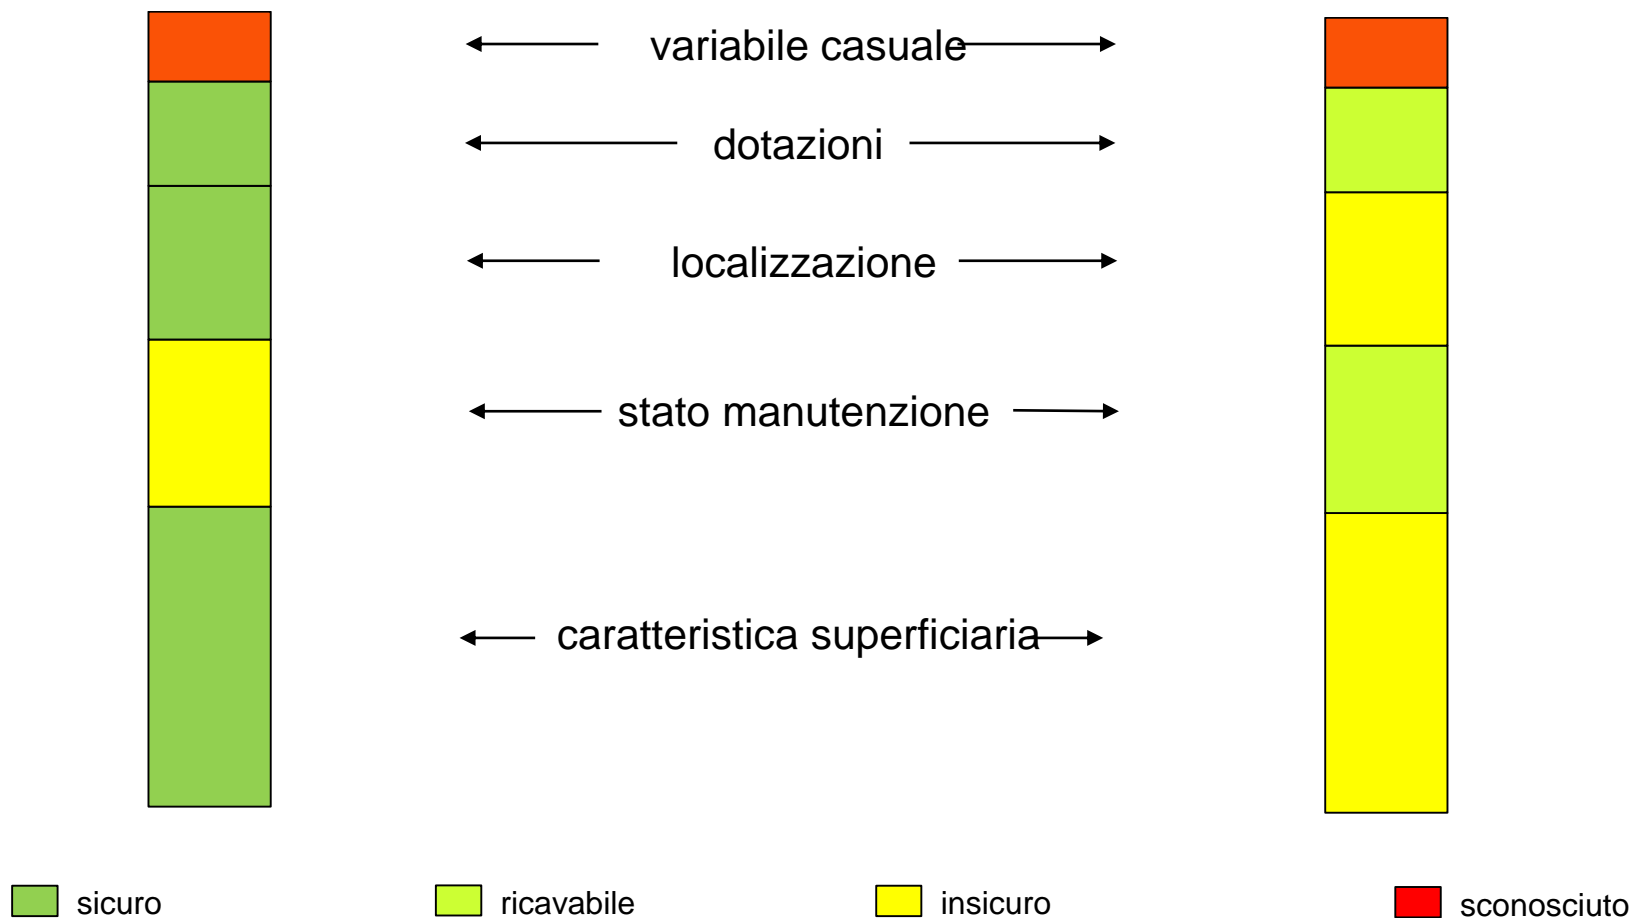 variabile casuale
dotazioni
localizzazione
stato manutenzione
caratteristica superficiaria
sicuro
ricavabile
insicuro
sconosciuto